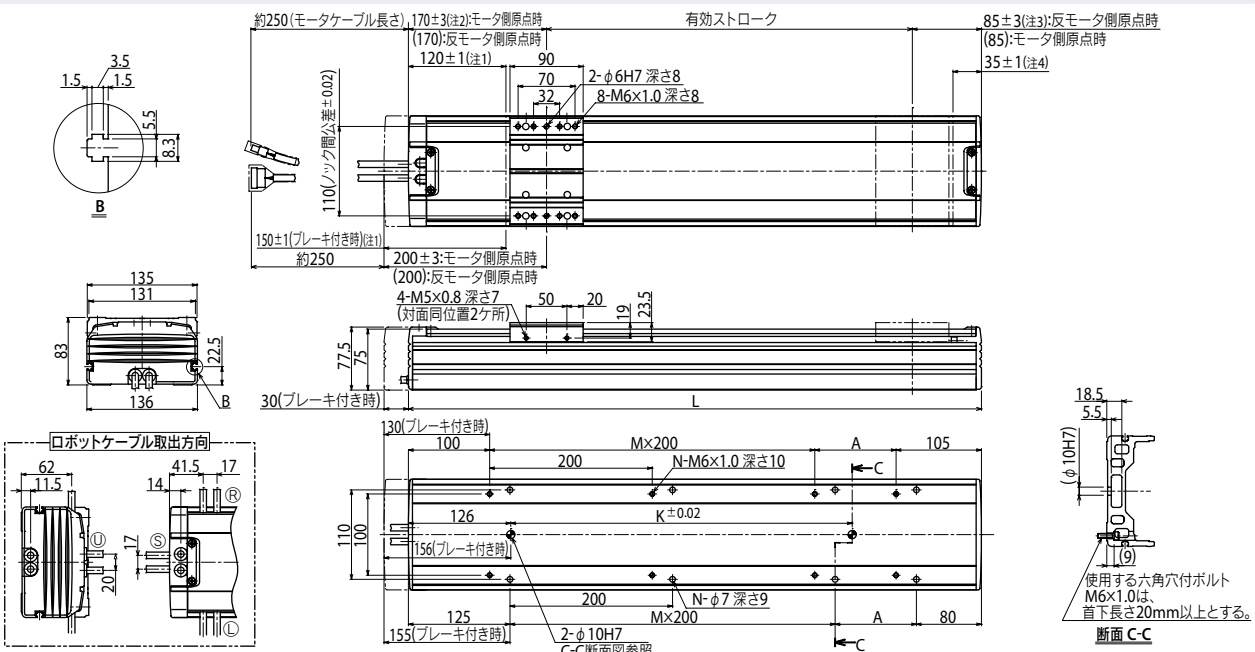 約250(モータケーブル長さ)
170±3(注2):モータ側原点時
(170):反モータ側原点時
有効ストローク
85±3(注3):反モータ側原点時
(85):モータ側原点時
120±1(注1)
90
35±1(注4)
70
2-φ6H7 深さ8
32
8-M6×1.0 深さ8
3.5
1.5
1.5
5.5
8.3
B
110(ノック間公差±0.02)
150±1(ブレーキ付き時)(注1)
約250
200±3:モータ側原点時
(200):反モータ側原点時
135
131
83
22.5
136
B
4-M5×0.8 深さ7
(対面同位置2ケ所)
50
20
19
23.5
77.5
75
30(ブレーキ付き時)
L
130(ブレーキ付き時)
100
M×200
A
105
200
N-M6×1.0 深さ10
C
ロボットケーブル取出方向
62
11.5
41.5
17
14
Ⓡ
Ⓤ
Ⓢ
17
20
Ⓛ
110
100
126
K±0.02
156(ブレーキ付き時)
200
N-φ7 深さ9
125
M×200
A
80
155(ブレーキ付き時)
2-φ10H7
C-C断面図参照
C
18.5
5.5
(φ10H7)
(9)
使用する六角穴付ボルト
M6×1.0は、
首下長さ20mm以上とする。
断面 C-C